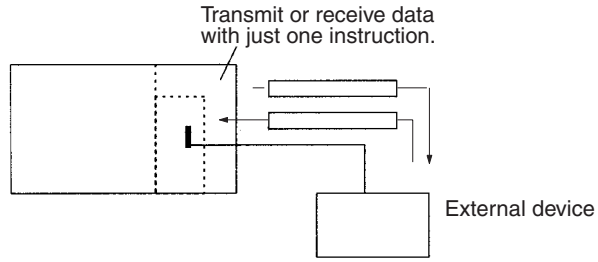 Transmit or receive data
with just one instruction.
External device